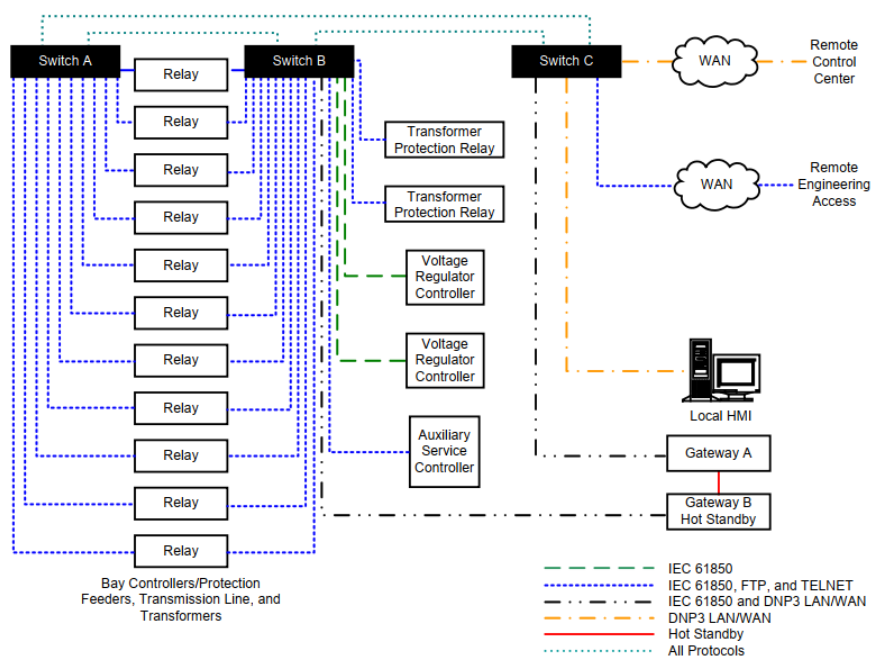 Switch A
Switch B
Switch C
WAN
Remote
Control
Center
Relay
Relay
Relay
Relay
Relay
Relay
Relay
Relay
Relay
Relay
Relay
Bay Controllers/Protection
Feeders, Transmission Line, and
Transformers
Transformer
Protection Relay
Transformer
Protection Relay
Voltage
Regulator
Controller
Voltage
Regulator
Controller
Auxiliary
Service
Controller
WAN
Remote
Engineering
Access
Local HMI
Gateway A
Gateway B
Hot Standby
IEC 61850
IEC 61850, FTP, and TELNET
IEC 61850 and DNP3 LAN/WAN
DNP3 LAN/WAN
Hot Standby
All Protocols